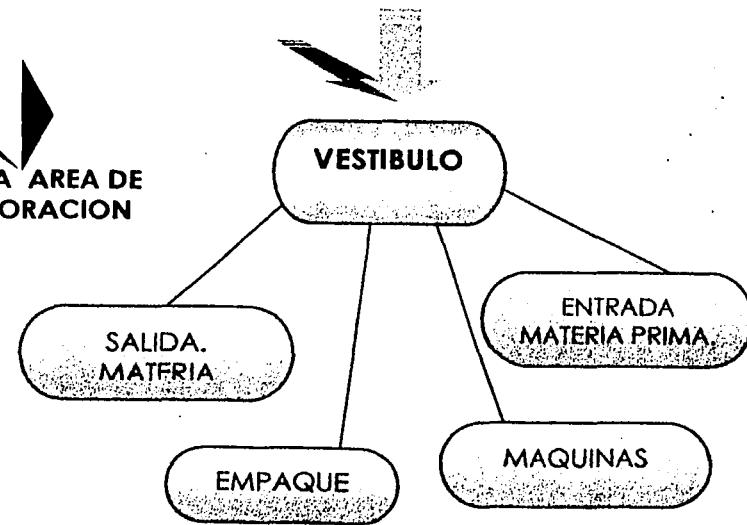 VESTIBULO
A AREA DE
ORACION
ENTRADA
MATERIA PRIMA.
SALIDA.
MATERIA
MAQUINAS
EMPAQUE